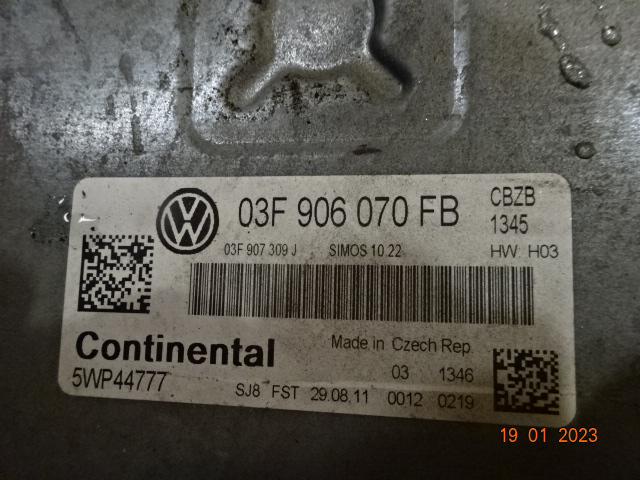 VW 03F 906 070 FB CBZB
1345
03F 907 309 J SIMOS 10.22 HW: H03
Continental Made in Czech Rep.
5WP44777 03 1346
SJ8 FST 29.08.11 0012 0219
19 01 2023